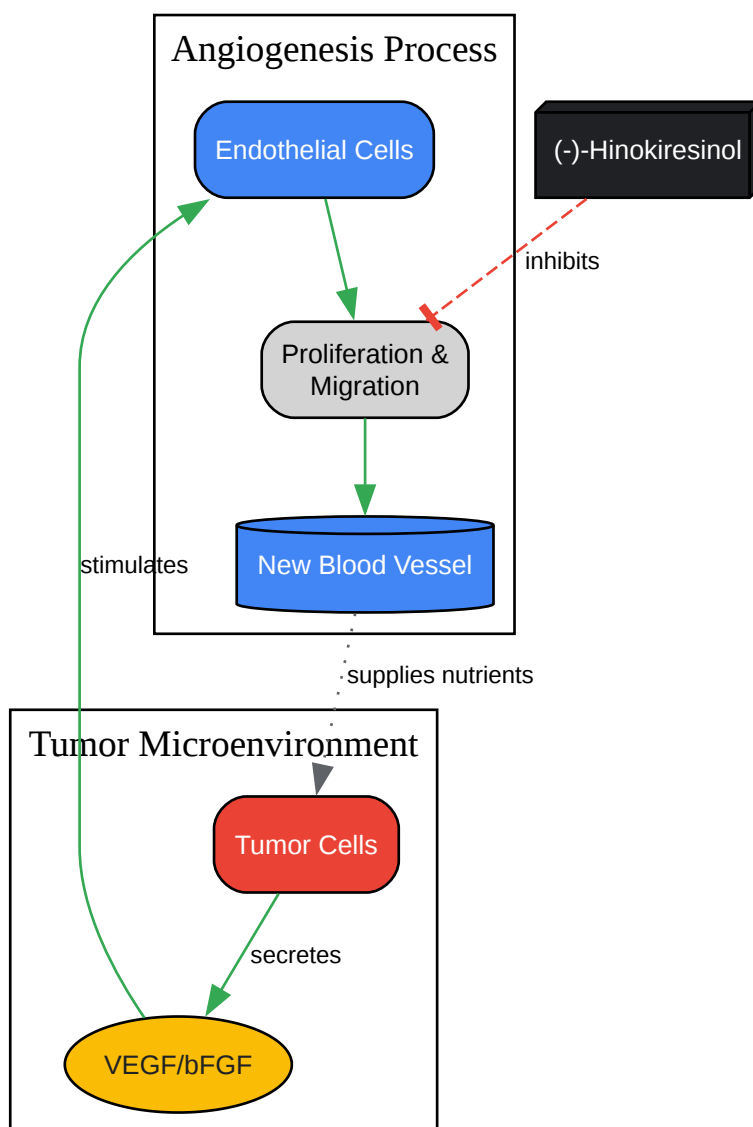 Angiogenesis Process
Endothelial Cells
(-)-Hinokiresinol
inhibits
Proliferation &
Migration
New Blood Vessel
stimulates
supplies nutrients
Tumor Microenvironment
Tumor Cells
secretes
VEGF/bFGF